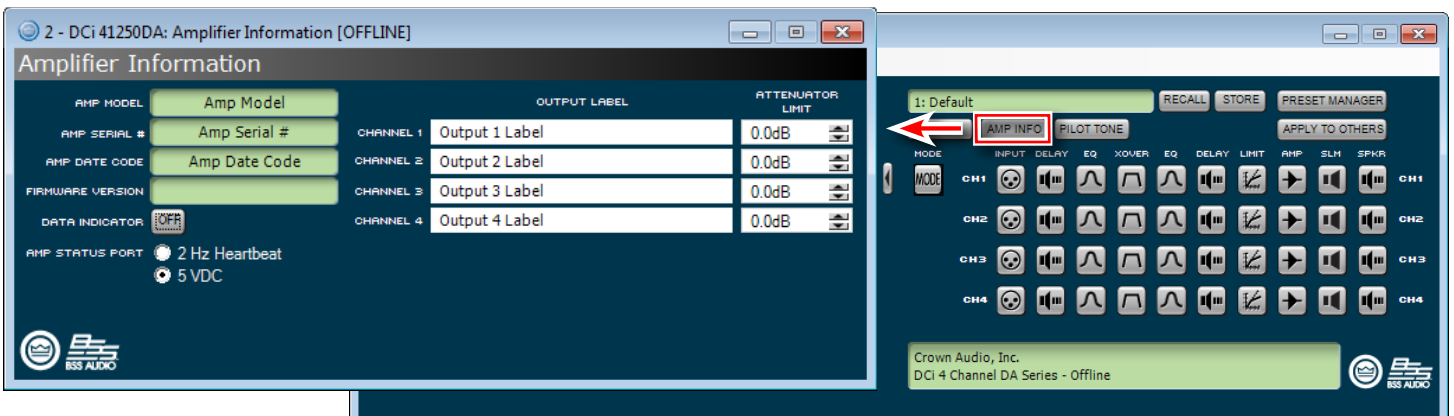 2 - DCi 41250DA: Amplifier Information [OFFLINE]
Amplifier Information
AMP MODEL Amp Model
AMP SERIAL # Amp Serial #
AMP DATE CODE Amp Date Code
FIRMWARE VERSION
DATA INDICATOR OFF
AMP STATUS PORT 2 Hz Heartbeat
5 VDC
OUTPUT LABEL ATTENUATOR LIMIT
CHANNEL 1 Output 1 Label 0.0dB
CHANNEL 2 Output 2 Label 0.0dB
CHANNEL 3 Output 3 Label 0.0dB
CHANNEL 4 Output 4 Label 0.0dB
BSS AUDIO
1: Default RECALL STORE PRESET MANAGER
AMP INFO PILOT TONE APPLY TO OTHERS
MODE INPUT DELAY EQ XOVER EQ DELAY LIMIT AMP SLM SPKR
MODE CH1 CH1
CH2 CH2
CH3 CH3
CH4 CH4
Crown Audio, Inc.
DCi 4 Channel DA Series - Offline
BSS AUDIO